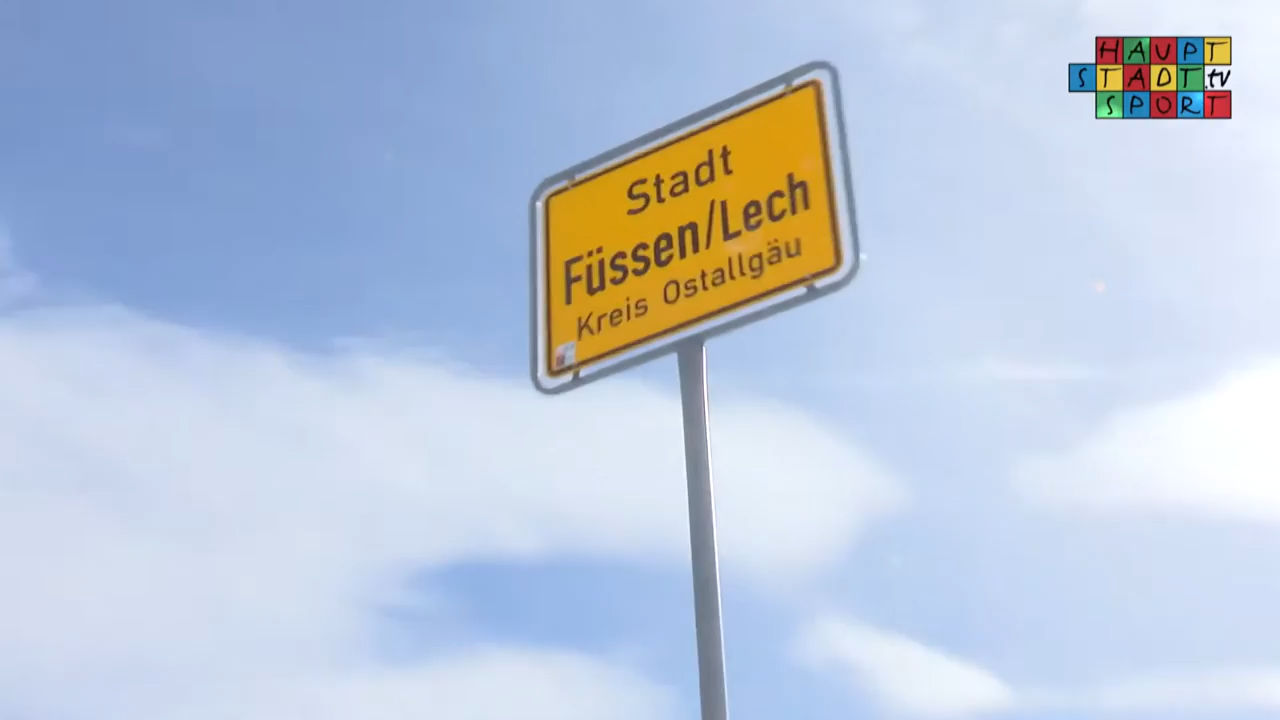 Stadt
Füssen/Lech
Kreis Ostallgäu
HAUPT
STADT.tv
SPORT